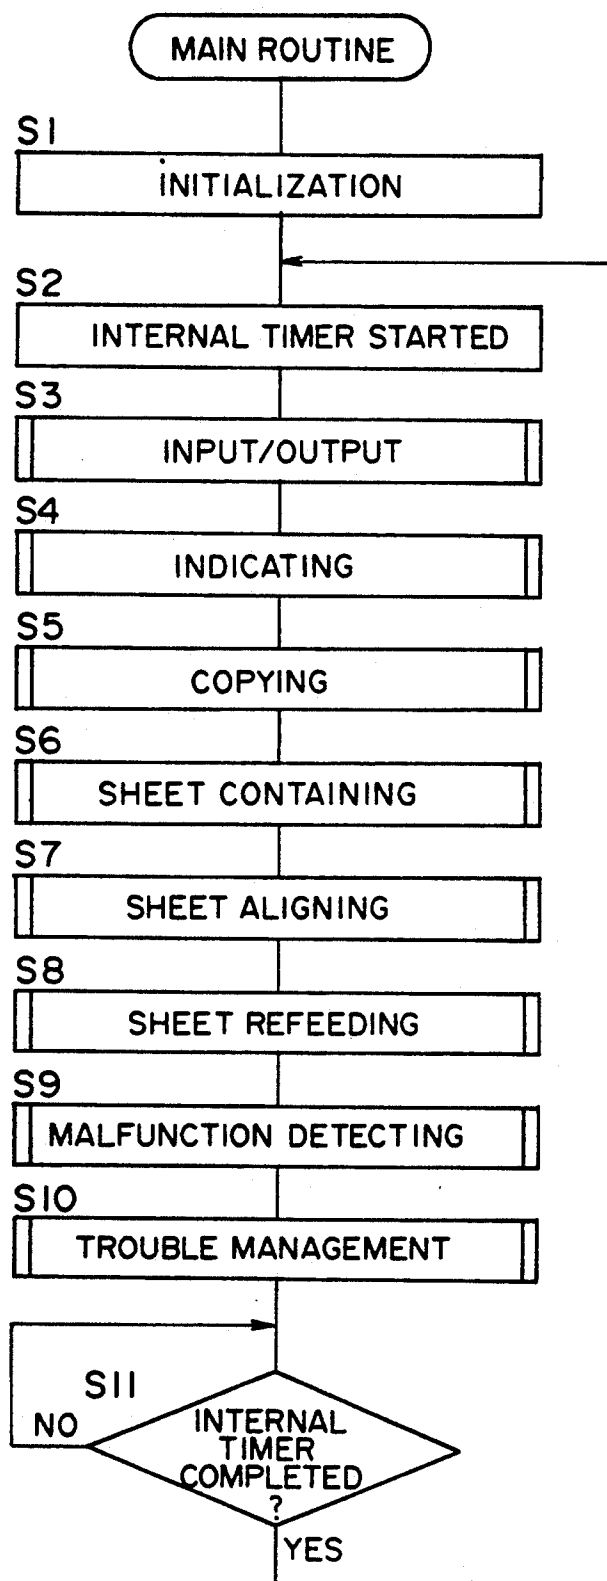 MAIN ROUTINE
S1
INITIALIZATION
S2
INTERNAL TIMER STARTED
S3
INPUT/OUTPUT
S4
INDICATING
S5
COPYING
S6
SHEET CONTAINING
S7
SHEET ALIGNING
S8
SHEET REFEEDING
S9
MALFUNCTION DETECTING
S10
TROUBLE MANAGEMENT
S11
NO
INTERNAL
TIMER
COMPLETED
?
YES